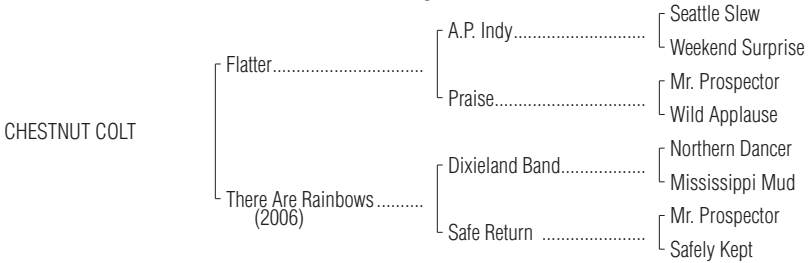 Seattle Slew
A.P. Indy............................
Weekend Surprise
Flatter................................
Mr. Prospector
Praise................................
Wild Applause
CHESTNUT COLT
Northern Dancer
Dixieland Band..................
Mississippi Mud
There Are Rainbows..........
(2006)
Mr. Prospector
Safe Return ......................
Safely Kept